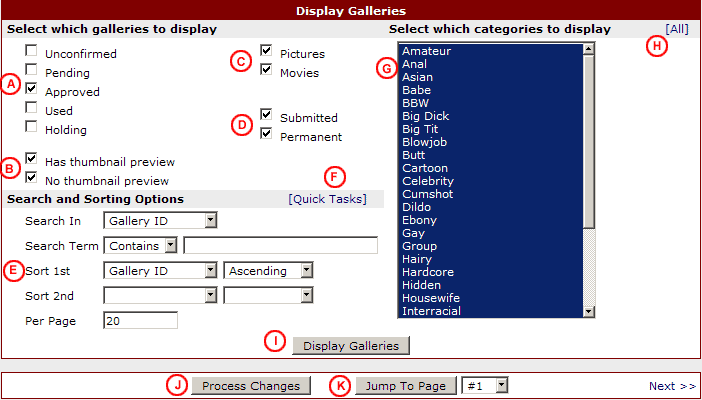 Display Galleries
Select which galleries to display
Select which categories to display
H
[All]
A
Unconfirmed
Pending
Approved
Used
Holding
B
Has thumbnail preview
No thumbnail preview
C
Pictures
Movies
D
Submitted
Permanent
G
Amateur
Anal
Asian
Babe
BBW
Big Dick
Big Tit
Blowjob
Butt
Cartoon
Celebrity
Cumshot
Dildo
Ebony
Gay
Group
Hairy
Hardcore
Hidden
Housewife
Interracial
F
Search and Sorting Options [Quick Tasks]
Search In Gallery ID
Search Term Contains
E Sort 1st Gallery ID Ascending
Sort 2nd
Per Page 20
I Display Galleries
J Process Changes K Jump To Page #1 Next >>